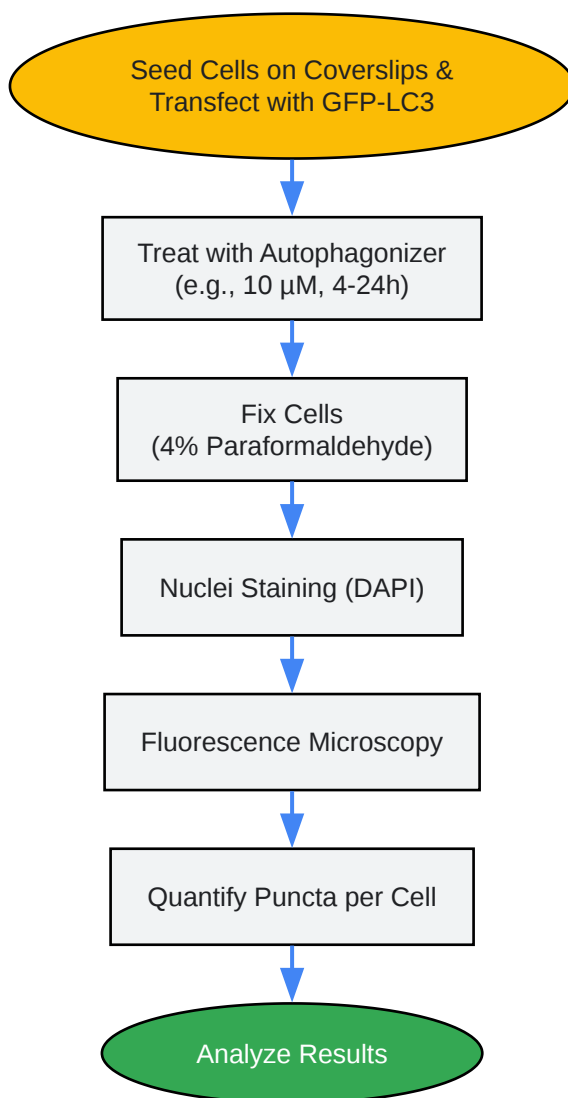 Seed Cells on Coverslips &
Transfect with GFP-LC3
Treat with Autophagonizer
(e.g., 10 µM, 4-24h)
Fix Cells
(4% Paraformaldehyde)
Nuclei Staining (DAPI)
Fluorescence Microscopy
Quantify Puncta per Cell
Analyze Results